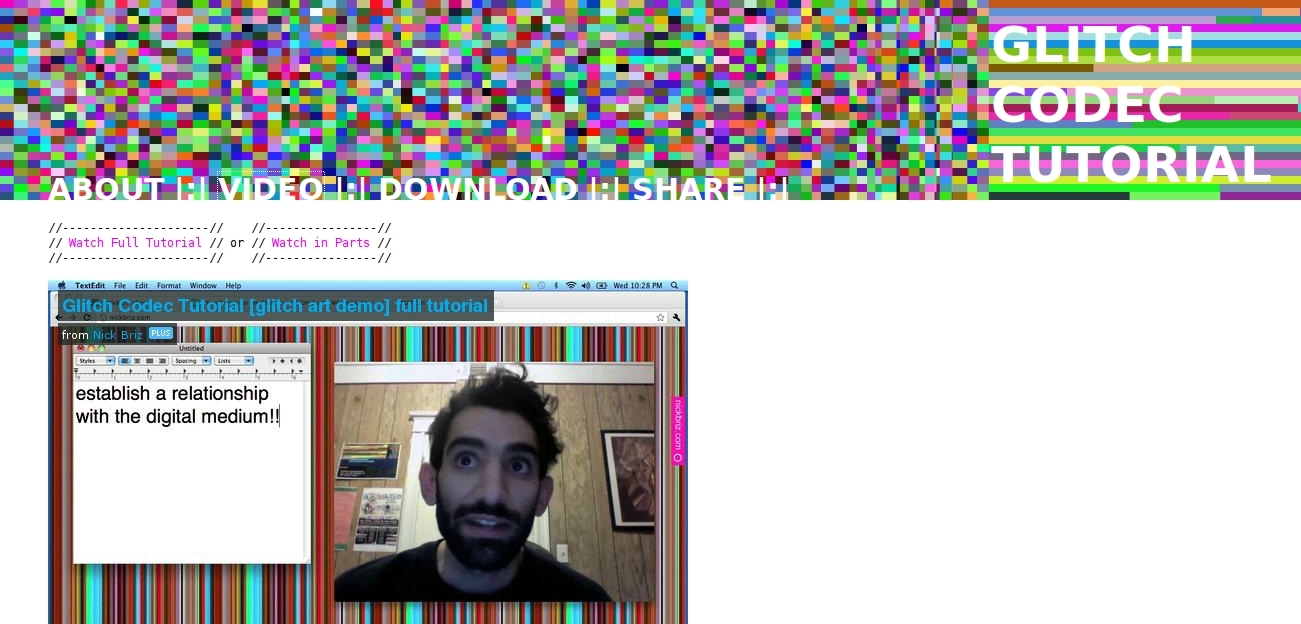 GLITCH
CODEC
TUTORIAL
ABOUT |:| VIDEO |:| DOWNLOAD |:| SHARE |:|
//---------------------// //----------------//
// Watch Full Tutorial // or // Watch in Parts //
//---------------------// //----------------//
TextEdit File Edit Format Window Help Wed 10:28 PM
Glitch Codec Tutorial [glitch art demo] full tutorial
nickbriz.com
from Nick Briz PLUS
Untitled
Styles Spacing Lists
establish a relationship
with the digital medium!!
nickbriz.com